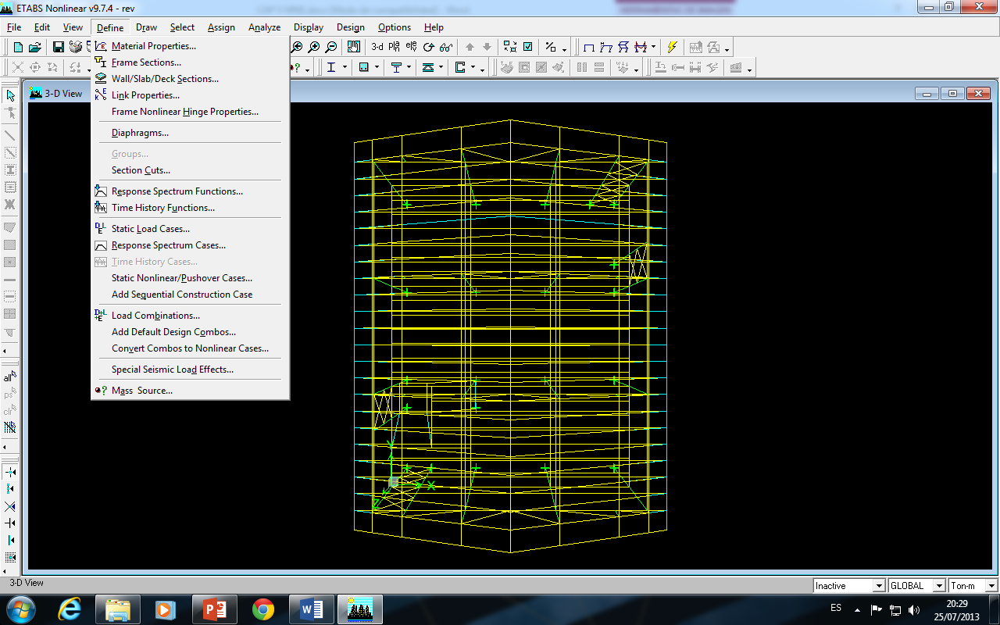 ETABS Nonlinear v9.7.4 - rev
File Edit View Define Draw Select Assign Analyze Display Design Options Help
Material Properties...
Frame Sections...
Wall/Slab/Deck Sections...
Link Properties...
Frame Nonlinear Hinge Properties...
Diaphragms...
Groups...
Section Cuts...
Response Spectrum Functions...
Time History Functions...
Static Load Cases...
Response Spectrum Cases...
Time History Cases...
Static Nonlinear/Pushover Cases...
Add Sequential Construction Case
Load Combinations...
Add Default Design Combos...
Convert Combos to Nonlinear Cases...
Special Seismic Load Effects...
Mass Source...
3-d
3-D View
all
ps
clr
Y
X
Z
3-D View
Inactive
GLOBAL
Ton-m
ES
20:29
25/07/2013